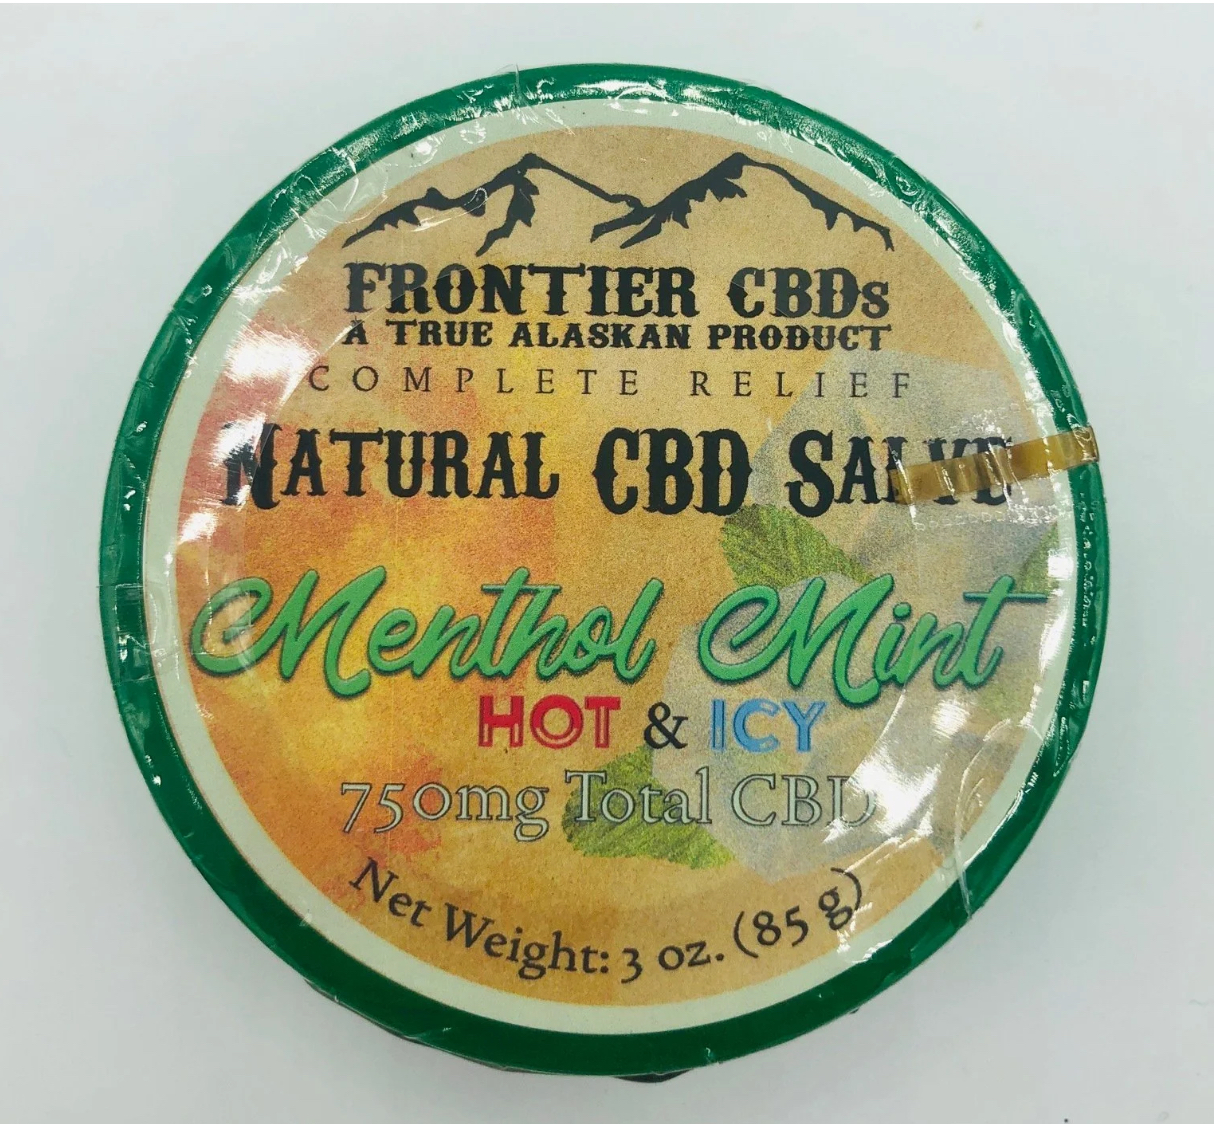 FRONTIER CBDs
A TRUE ALASKAN PRODUCT
COMPLETE RELIEF
NATURAL CBD SALVE
Menthol Mint
HOT & ICY
750mg Total CBD
Net Weight: 3 oz. (85 g)